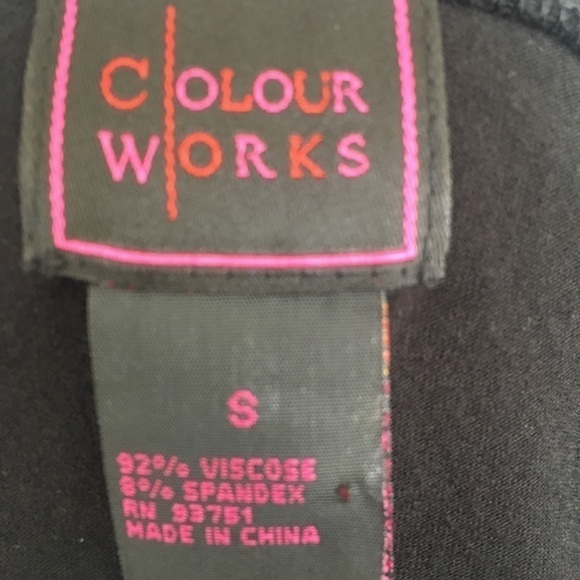 COLOUR
WORKS
S
92% VISCOSE
8% SPANDEX
RN 93751
MADE IN CHINA